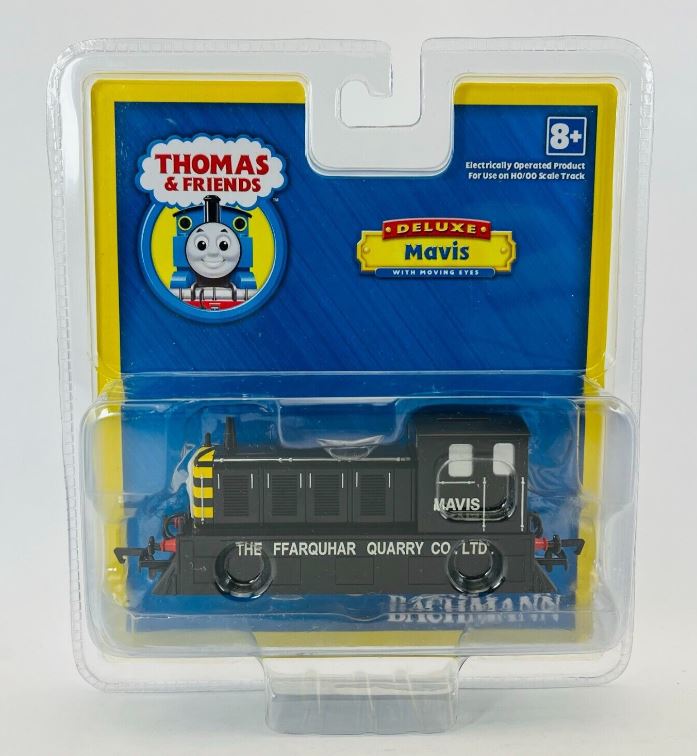 THOMAS
& FRIENDS™
8+
Electrically Operated Product
For Use on HO/OO Scale Track
DELUXE
Mavis
WITH MOVING EYES
MAVIS
THE FFARQUHAR QUARRY CO. LTD.
BACHMANN